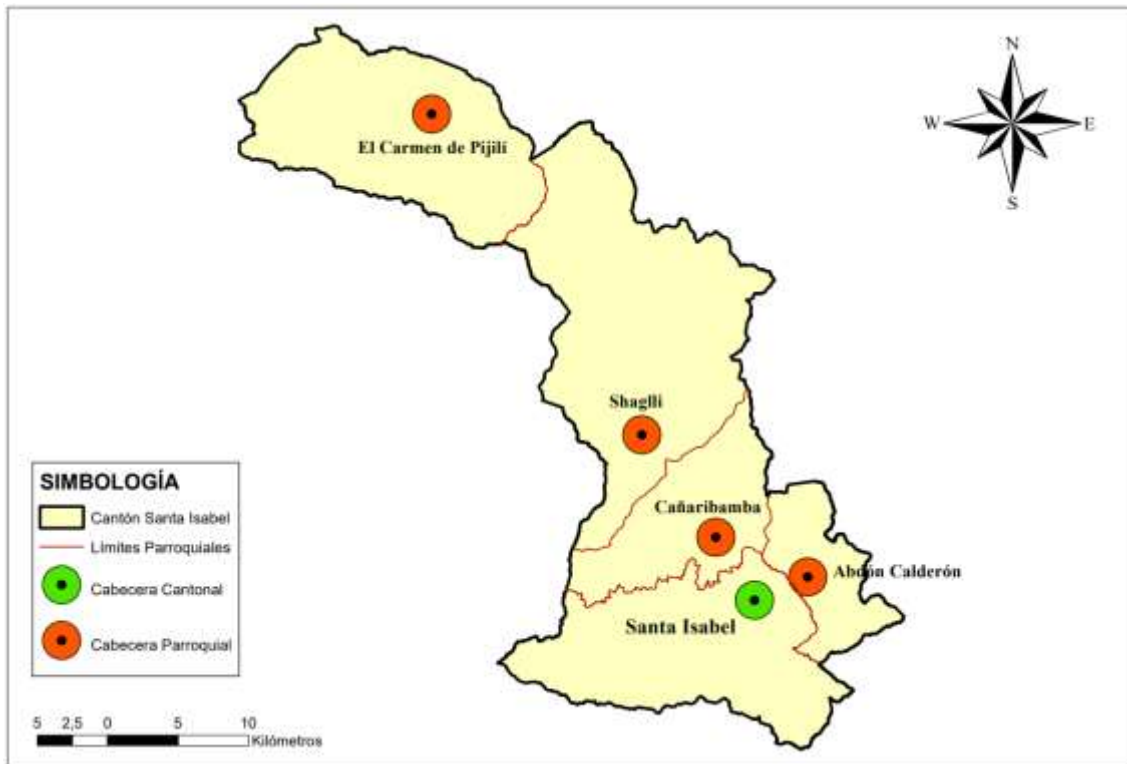 N
W E
S
El Carmen de Pijilí
Shaglli
Cañaribamba
Abdón Calderón
Santa Isabel
SIMBOLOGÍA
Cantón Santa Isabel
Límites Parroquiales
Cabecera Cantonal
Cabecera Parroquial
5 2,5 0 5 10
Kilómetros